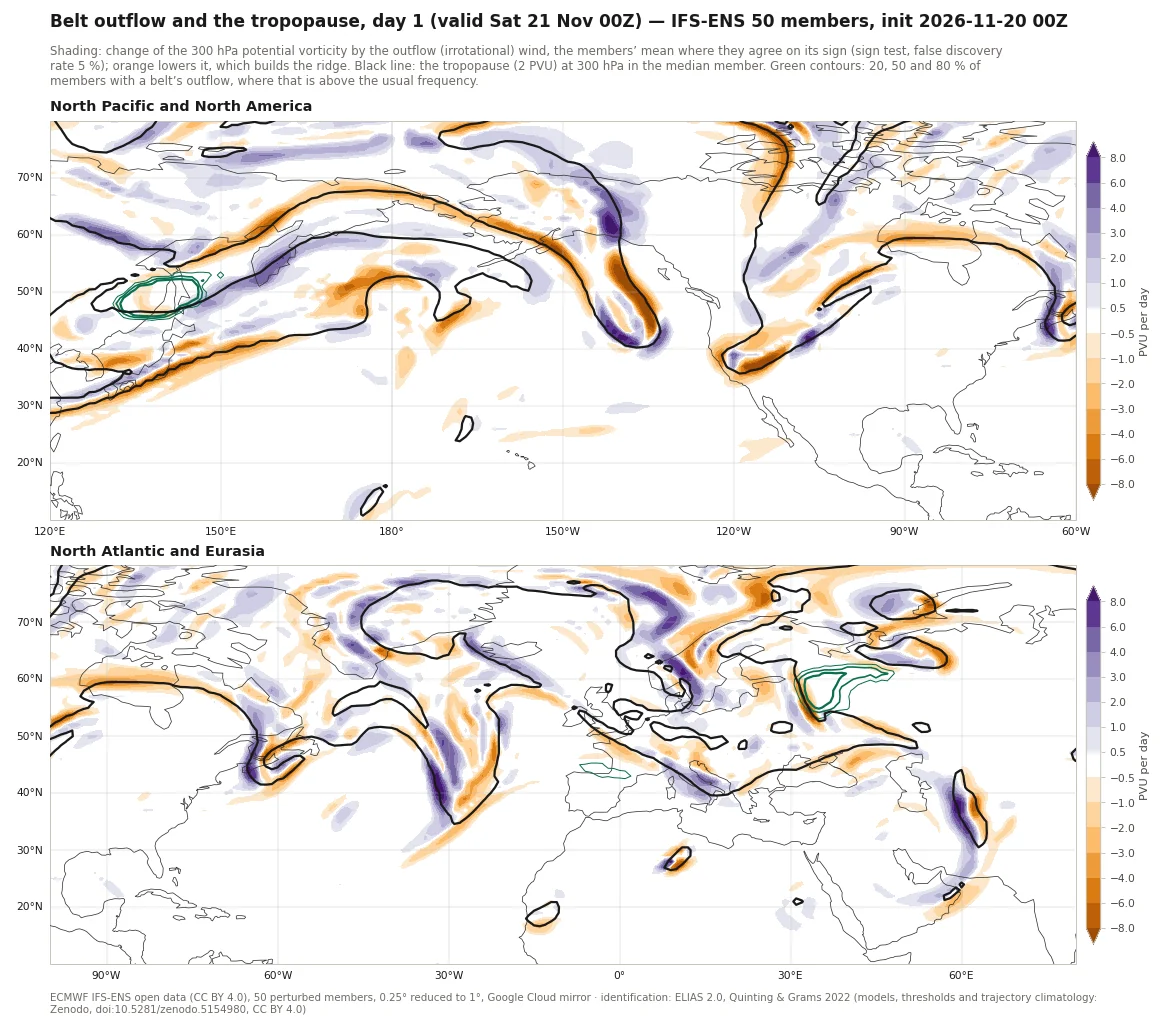 Belt outflow and the tropopause, day 1 (valid Sat 21 Nov 00Z) — IFS-ENS 50 members, init 2026-11-20 00Z
Shading: change of the 300 hPa potential vorticity by the outflow (irrotational) wind, the members’ mean where they agree on its sign (sign test, false discovery
rate 5 %); orange lowers it, which builds the ridge. Black line: the tropopause (2 PVU) at 300 hPa in the median member. Green contours: 20, 50 and 80 % of
members with a belt’s outflow, where that is above the usual frequency.
North Pacific and North America
70°N
60°N
50°N
40°N
30°N
20°N
120°E
150°E
180°
150°W
120°W
90°W
60°W
8.0
6.0
4.0
3.0
2.0
1.0
0.5
−0.5
−1.0
−2.0
−3.0
−4.0
−6.0
−8.0
PVU per day
North Atlantic and Eurasia
70°N
60°N
50°N
40°N
30°N
20°N
90°W
60°W
30°W
0°
30°E
60°E
8.0
6.0
4.0
3.0
2.0
1.0
0.5
−0.5
−1.0
−2.0
−3.0
−4.0
−6.0
−8.0
PVU per day
ECMWF IFS-ENS open data (CC BY 4.0), 50 perturbed members, 0.25° reduced to 1°, Google Cloud mirror · identification: ELIAS 2.0, Quinting & Grams 2022 (models, thresholds and trajectory climatology:
Zenodo, doi:10.5281/zenodo.5154980, CC BY 4.0)